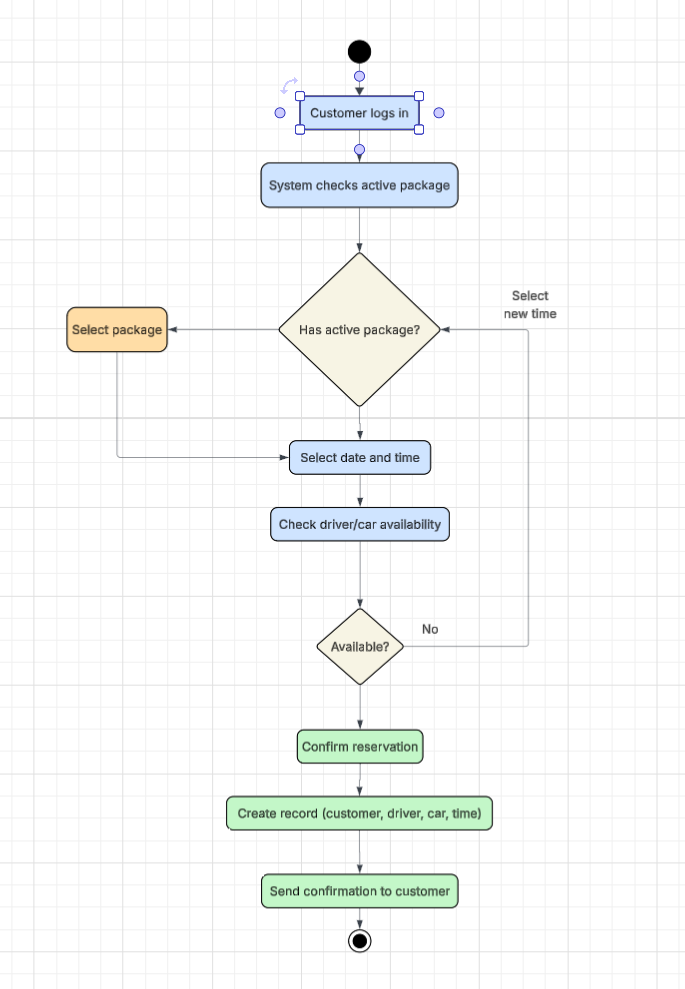 Customer logs in
System checks active package
Select
new time
Select package
Has active package?
Select date and time
Check driver/car availability
No
Available?
Confirm reservation
Create record (customer, driver, car, time)
Send confirmation to customer